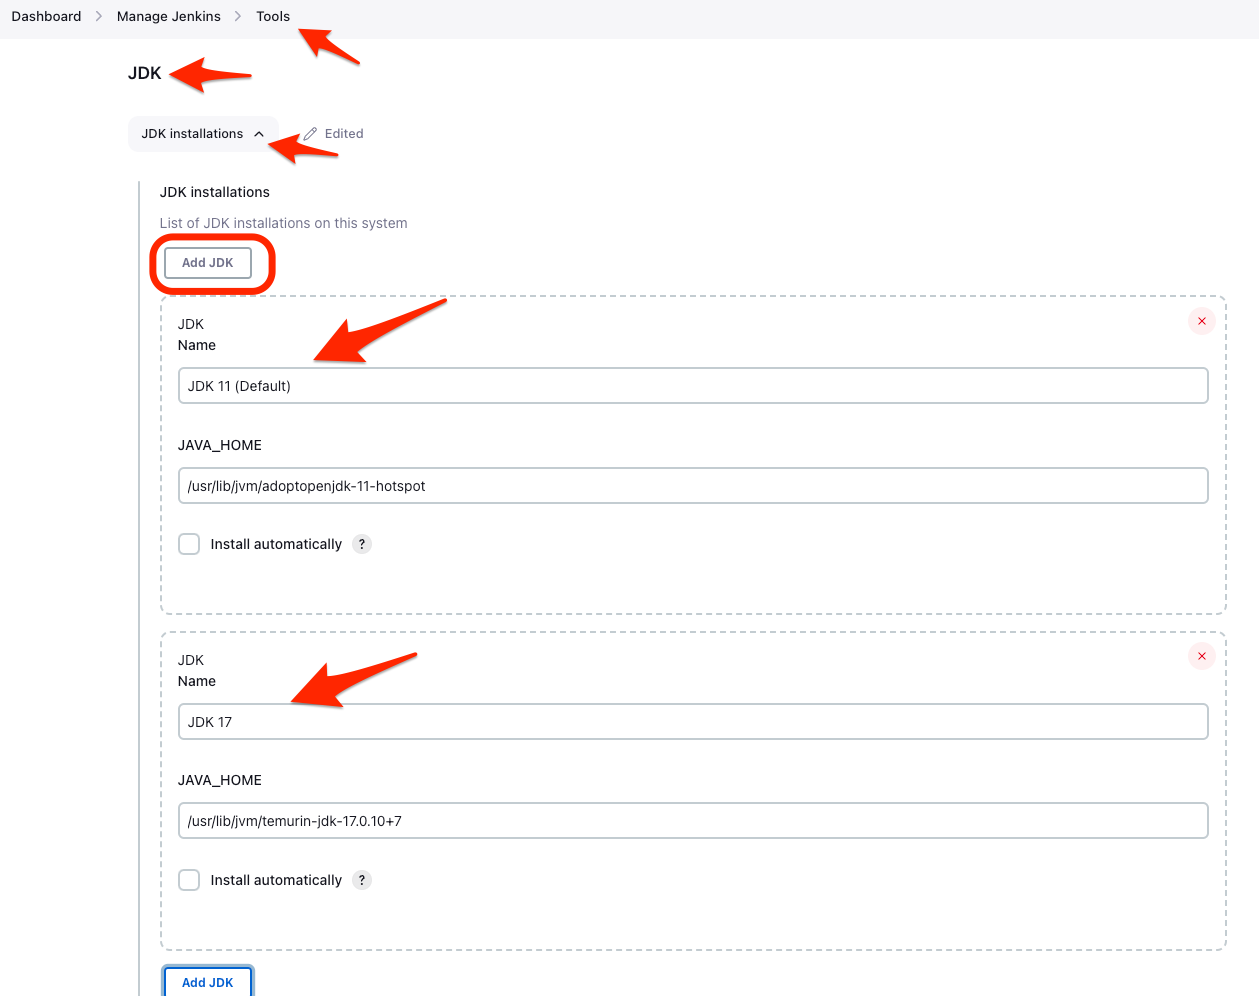 Dashboard > Manage Jenkins > Tools
JDK
JDK installations Edited
JDK installations
List of JDK installations on this system
Add JDK
JDK
Name
JDK 11 (Default)
JAVA_HOME
/usr/lib/jvm/adoptopenjdk-11-hotspot
Install automatically ?
JDK
Name
JDK 17
JAVA_HOME
/usr/lib/jvm/temurin-jdk-17.0.10+7
Install automatically ?
Add JDK